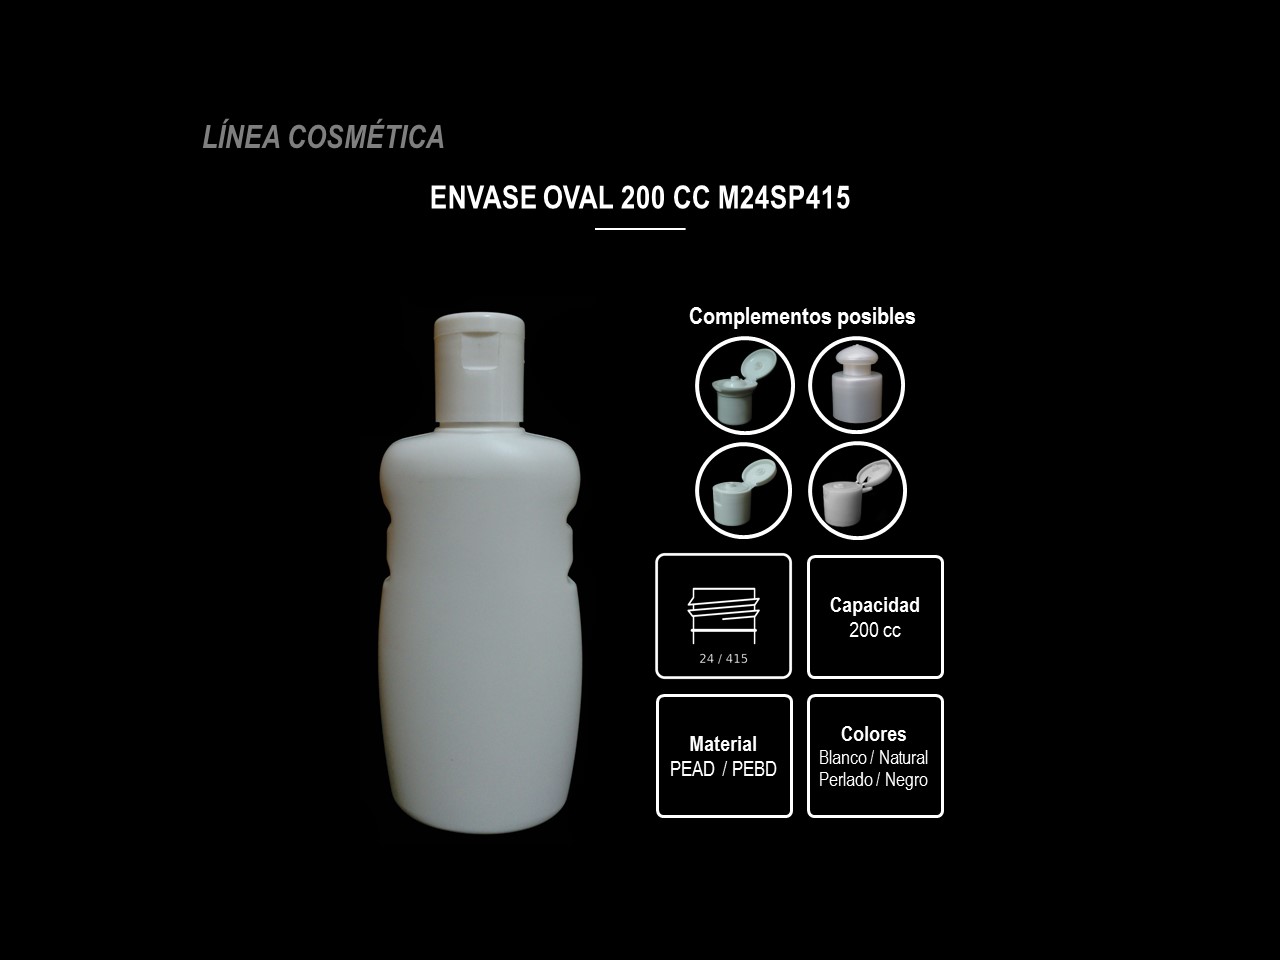 LÍNEA COSMÉTICA
ENVASE OVAL 200 CC M24SP415
Complementos posibles
24 / 415
Capacidad
200 cc
Material
PEAD / PEBD
Colores
Blanco / Natural
Perlado / Negro